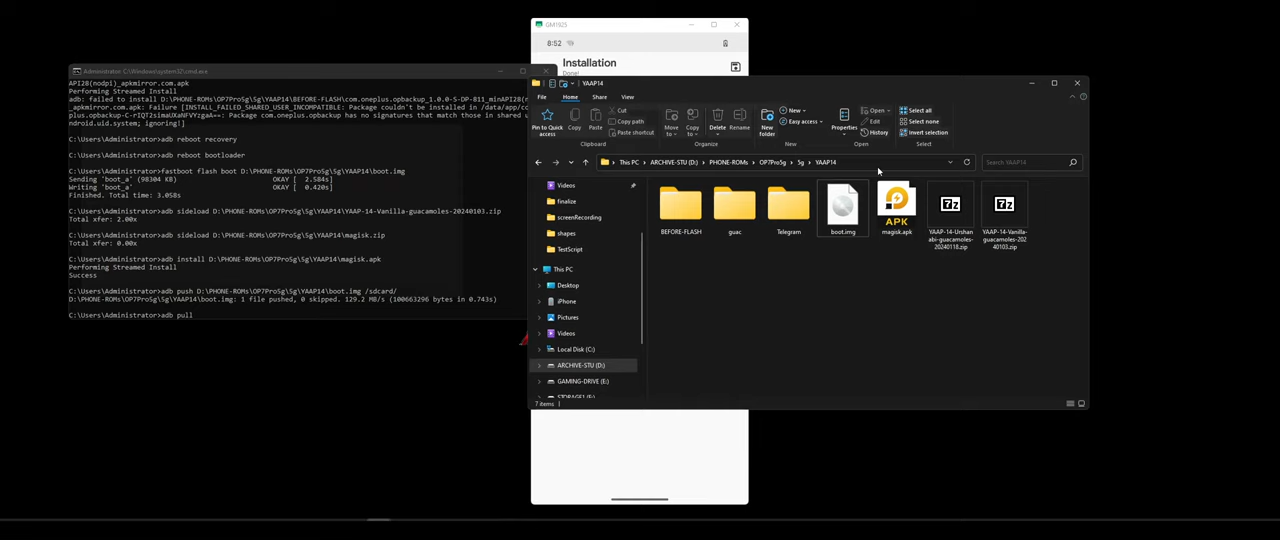 GM1925
8:52
Installation
Done!
Administrator: C:\Windows\system32\cmd.exe
API28(nodpi)_apkmirror.com.apk
Performing Streamed Install
adb: failed to install D:\PHONE-ROMs\OP7Pro5g\5g\YAAP14\BEFORE-FLASH\com.oneplus.opbackup_1.0.0-S-DP-811_minAPI28(n
_apkmirror.com.apk: Failure [INSTALL_FAILED_SHARED_USER_INCOMPATIBLE: Package couldn't be installed in /data/app/co
plus.opbackup-C-rIQT2simaUXaNFVYzgaA==: Package com.oneplus.opbackup has no signatures that match those in shared u
ndroid.uid.system; ignoring!]
C:\Users\Administrator>adb reboot recovery
C:\Users\Administrator>adb reboot bootloader
C:\Users\Administrator>fastboot flash boot D:\PHONE-ROMs\OP7Pro5g\5g\YAAP14\boot.img
Sending 'boot_a' (98304 KB) OKAY [ 2.584s]
Writing 'boot_a' OKAY [ 0.420s]
Finished. Total time: 3.058s
C:\Users\Administrator>adb sideload D:\PHONE-ROMs\OP7Pro5g\5g\YAAP14\YAAP-14-Vanilla-guacamoles-20240103.zip
Total xfer: 2.00x
C:\Users\Administrator>adb sideload D:\PHONE-ROMs\OP7Pro5g\5g\YAAP14\magisk.zip
Total xfer: 0.00x
C:\Users\Administrator>adb install D:\PHONE-ROMs\OP7Pro5g\5g\YAAP14\magisk.apk
Performing Streamed Install
Success
C:\Users\Administrator>adb push D:\PHONE-ROMs\OP7Pro5g\5g\YAAP14\boot.img /sdcard/
D:\PHONE-ROMs\OP7Pro5g\5g\YAAP14\boot.img: 1 file pushed, 0 skipped. 129.2 MB/s (100663296 bytes in 0.743s)
C:\Users\Administrator>adb pull
YAAP14
File Home Share View
Pin to Quick access
Copy
Paste
Cut
Copy path
Paste shortcut
Clipboard
Move to
Copy to
Delete
Rename
Organize
New folder
New
Easy access
New
Properties
Open
Edit
History
Open
Select all
Select none
Invert selection
Select
This PC > ARCHIVE-STU (D:) > PHONE-ROMs > OP7Pro5g > 5g > YAAP14
Search YAAP14
Videos
finalize
screenRecording
shapes
TestScript
This PC
Desktop
iPhone
Pictures
Videos
Local Disk (C:)
ARCHIVE-STU (D:)
GAMING-DRIVE (E:)
BEFORE-FLASH
guac
Telegram
boot.img
APK
magisk.apk
7z
YAAP-14-Urshanabi-guacamoles-20240118.zip
7z
YAAP-14-Vanilla-guacamoles-20240103.zip
7 items